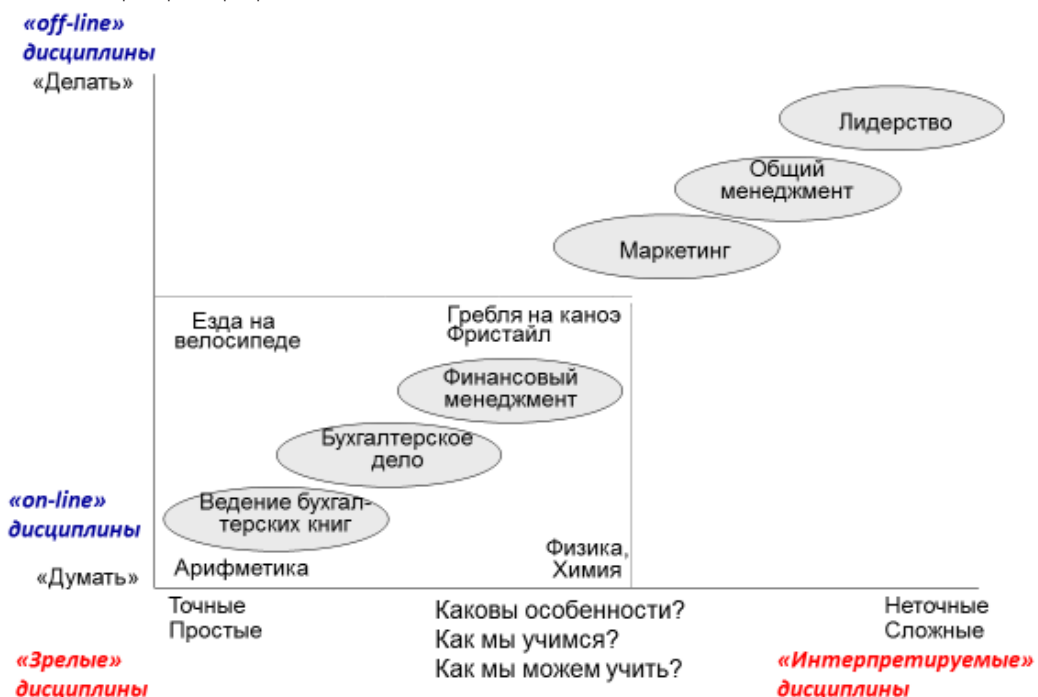 «off-line»
дисциплины
«Делать»
Лидерство
Общий
менеджмент
Маркетинг
Езда на
велосипеде
Гребля на каноэ
Фристайл
Финансовый
менеджмент
Бухгалтерское
дело
«on-line»
дисциплины
Ведение бухгал-
терских книг
«Думать»
Арифметика
Физика,
Химия
Точные
Простые
Каковы особенности?
Как мы учимся?
Как мы можем учить?
Неточные
Сложные
«Зрелые»
дисциплины
«Интерпретируемые»
дисциплины